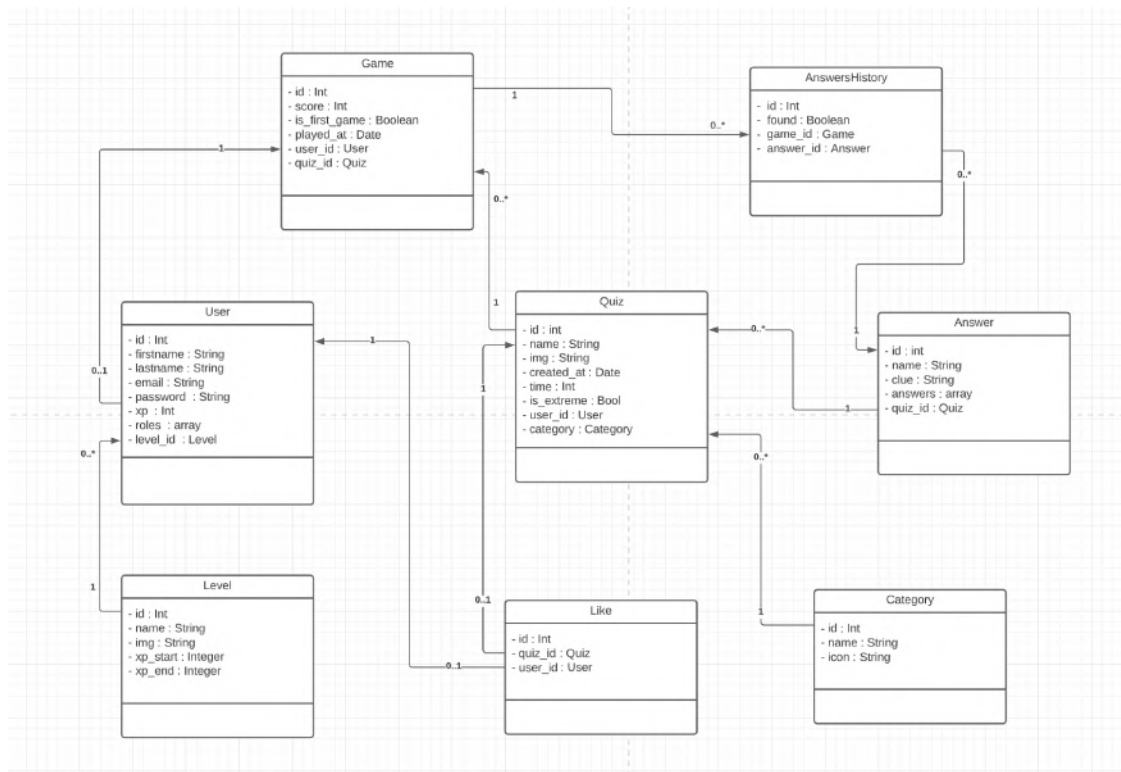 Game
- id : Int
- score : Int
- is_first_game : Boolean
- played_at : Date
- user_id : User
- quiz_id : Quiz
AnswersHistory
- id : Int
- found : Boolean
- game_id : Game
- answer_id : Answer
1
0..*
1
0..*
0..*
1
User
- id : Int
- firstname : String
- lastname : String
- email : String
- password : String
- xp : Int
- roles : array
- level_id : Level
0..1
0..*
1
Quiz
- id : int
- name : String
- img : String
- created_at : Date
- time : Int
- is_extreme : Bool
- user_id : User
- category : Category
1
1
0..*
1
0..*
Answer
- id : int
- name : String
- clue : String
- answers : array
- quiz_id : Quiz
1
Level
- id : Int
- name : String
- img : String
- xp_start : Integer
- xp_end : Integer
1
Like
- id : Int
- quiz_id : Quiz
- user_id : User
0..1
0..1
Category
- id : Int
- name : String
- icon : String
1